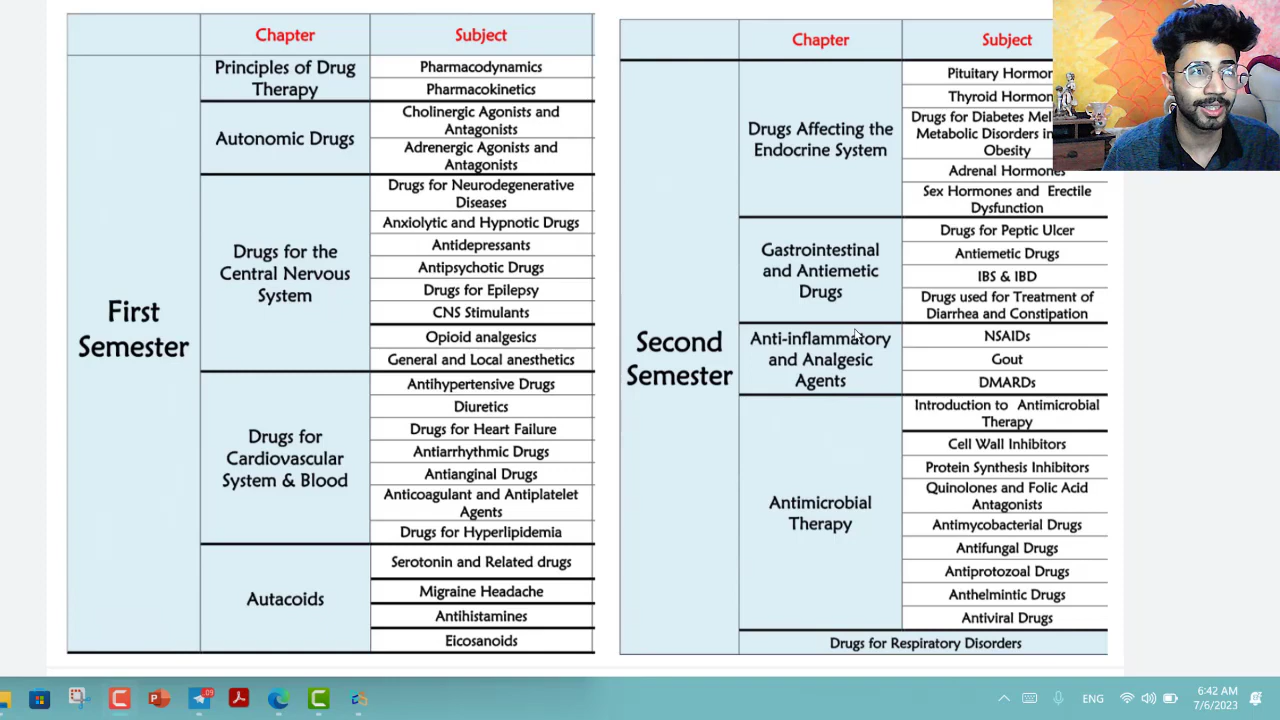 Chapter
Subject
First
Semester
Principles of Drug
Therapy
Pharmacodynamics
Pharmacokinetics
Autonomic Drugs
Cholinergic Agonists and
Antagonists
Adrenergic Agonists and
Antagonists
Drugs for the
Central Nervous
System
Drugs for Neurodegenerative
Diseases
Anxiolytic and Hypnotic Drugs
Antidepressants
Antipsychotic Drugs
Drugs for Epilepsy
CNS Stimulants
Opioid analgesics
General and Local anesthetics
Drugs for
Cardiovascular
System & Blood
Antihypertensive Drugs
Diuretics
Drugs for Heart Failure
Antiarrhythmic Drugs
Antianginal Drugs
Anticoagulant and Antiplatelet
Agents
Drugs for Hyperlipidemia
Autacoids
Serotonin and Related drugs
Migraine Headache
Antihistamines
Eicosanoids
Chapter
Subject
Second
Semester
Drugs Affecting the
Endocrine System
Pituitary Hormon
Thyroid Hormon
Drugs for Diabetes Mel
Metabolic Disorders in
Obesity
Adrenal Hormones
Sex Hormones and Erectile
Dysfunction
Gastrointestinal
and Antiemetic
Drugs
Drugs for Peptic Ulcer
Antiemetic Drugs
IBS & IBD
Drugs used for Treatment of
Diarrhea and Constipation
Anti-inflammatory
and Analgesic
Agents
NSAIDs
Gout
DMARDs
Antimicrobial
Therapy
Introduction to Antimicrobial
Therapy
Cell Wall Inhibitors
Protein Synthesis Inhibitors
Quinolones and Folic Acid
Antagonists
Antimycobacterial Drugs
Antifungal Drugs
Antiprotozoal Drugs
Anthelmintic Drugs
Antiviral Drugs
Drugs for Respiratory Disorders
09
ENG
6:42 AM
7/6/2023